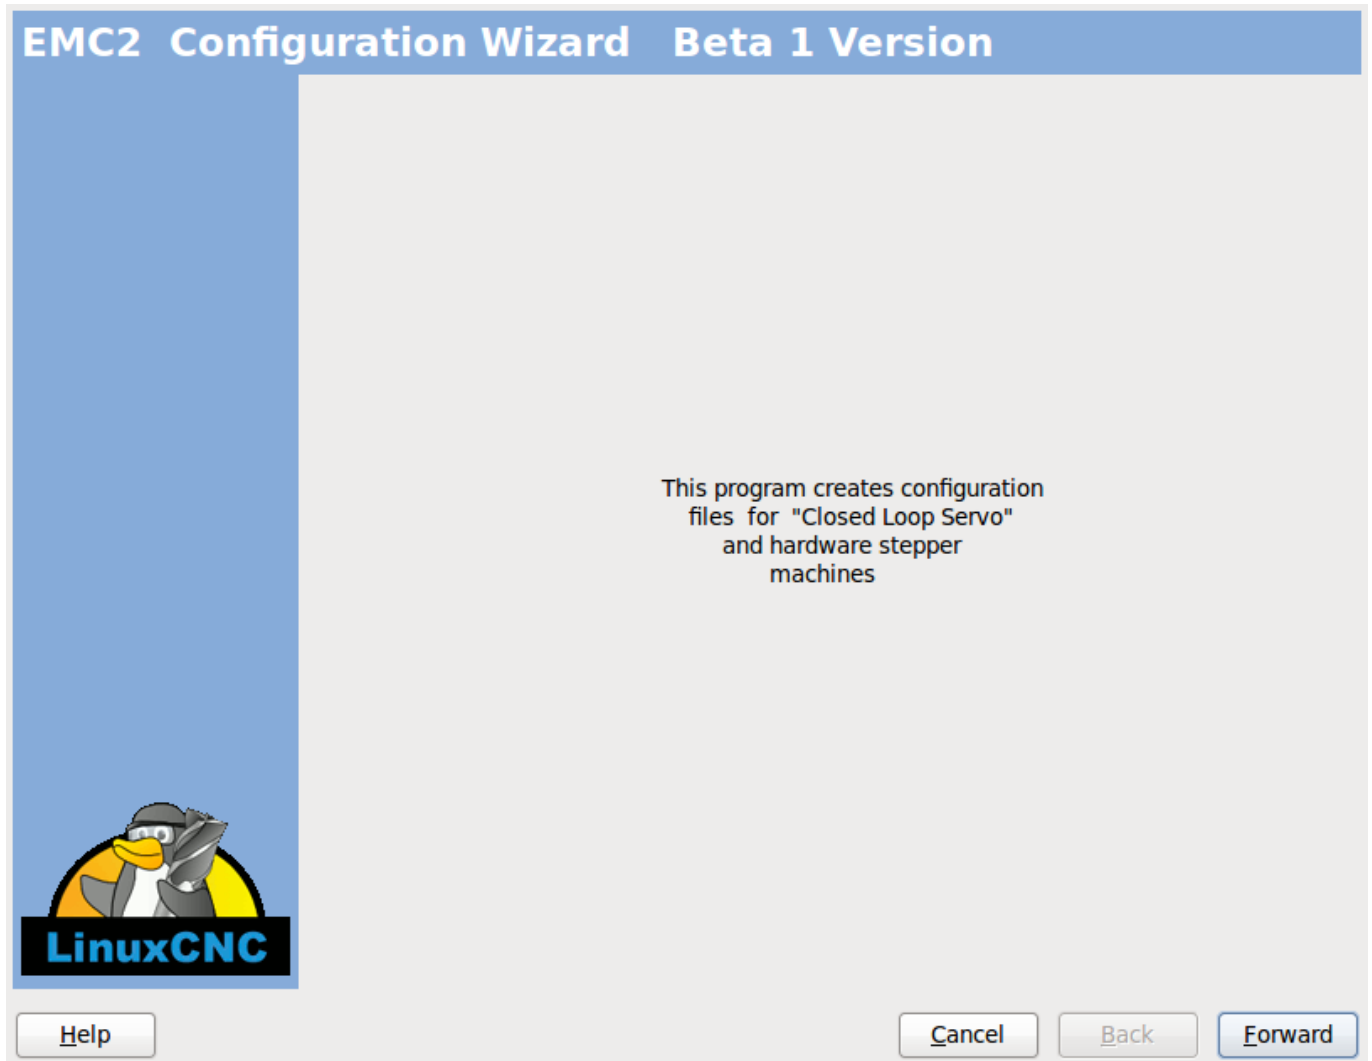 EMC2  Configuration Wizard   Beta 1 Version
This program creates configuration
files  for  "Closed Loop Servo"
and hardware stepper
machines
LinuxCNC
Help
Cancel
Back
Forward